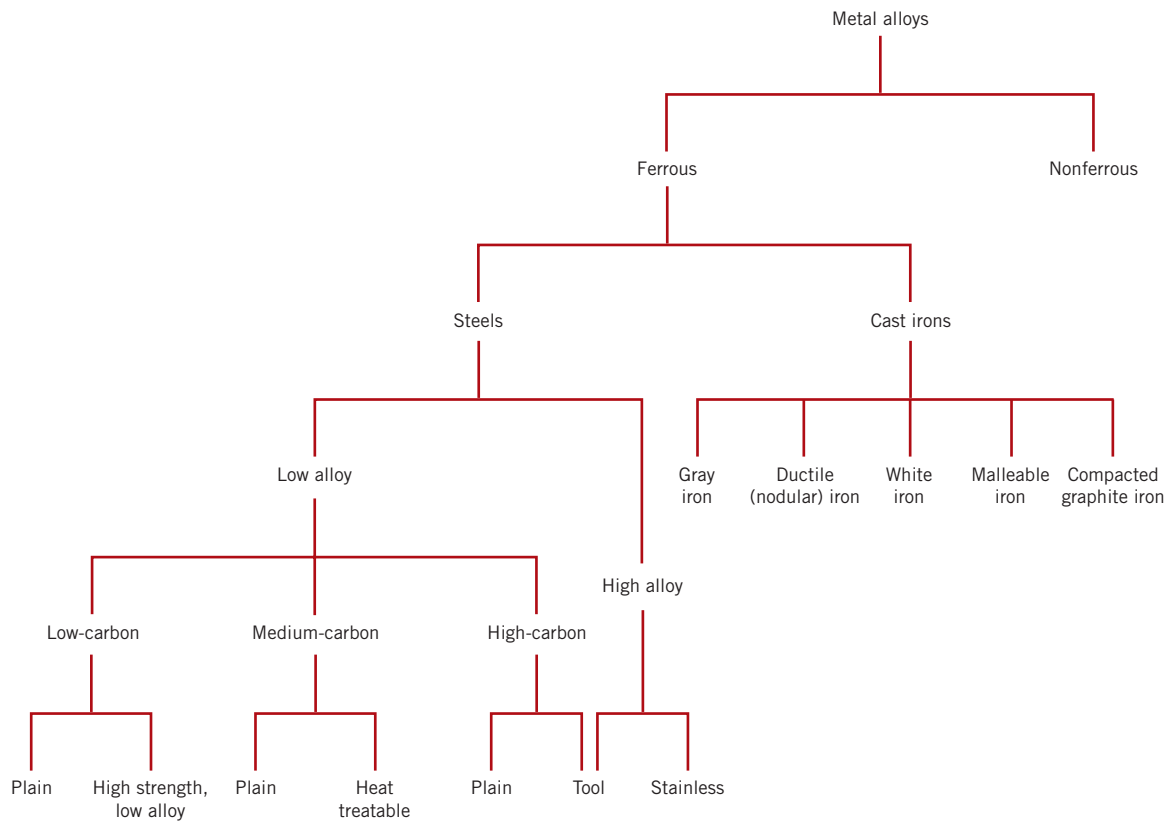 Metal alloys
Ferrous
Nonferrous
Steels
Cast irons
Low alloy
Gray
iron
Ductile
(nodular) iron
White
iron
Malleable
iron
Compacted
graphite iron
High alloy
Low-carbon
Medium-carbon
High-carbon
Plain
High strength,
low alloy
Plain
Heat
treatable
Plain
Tool
Stainless